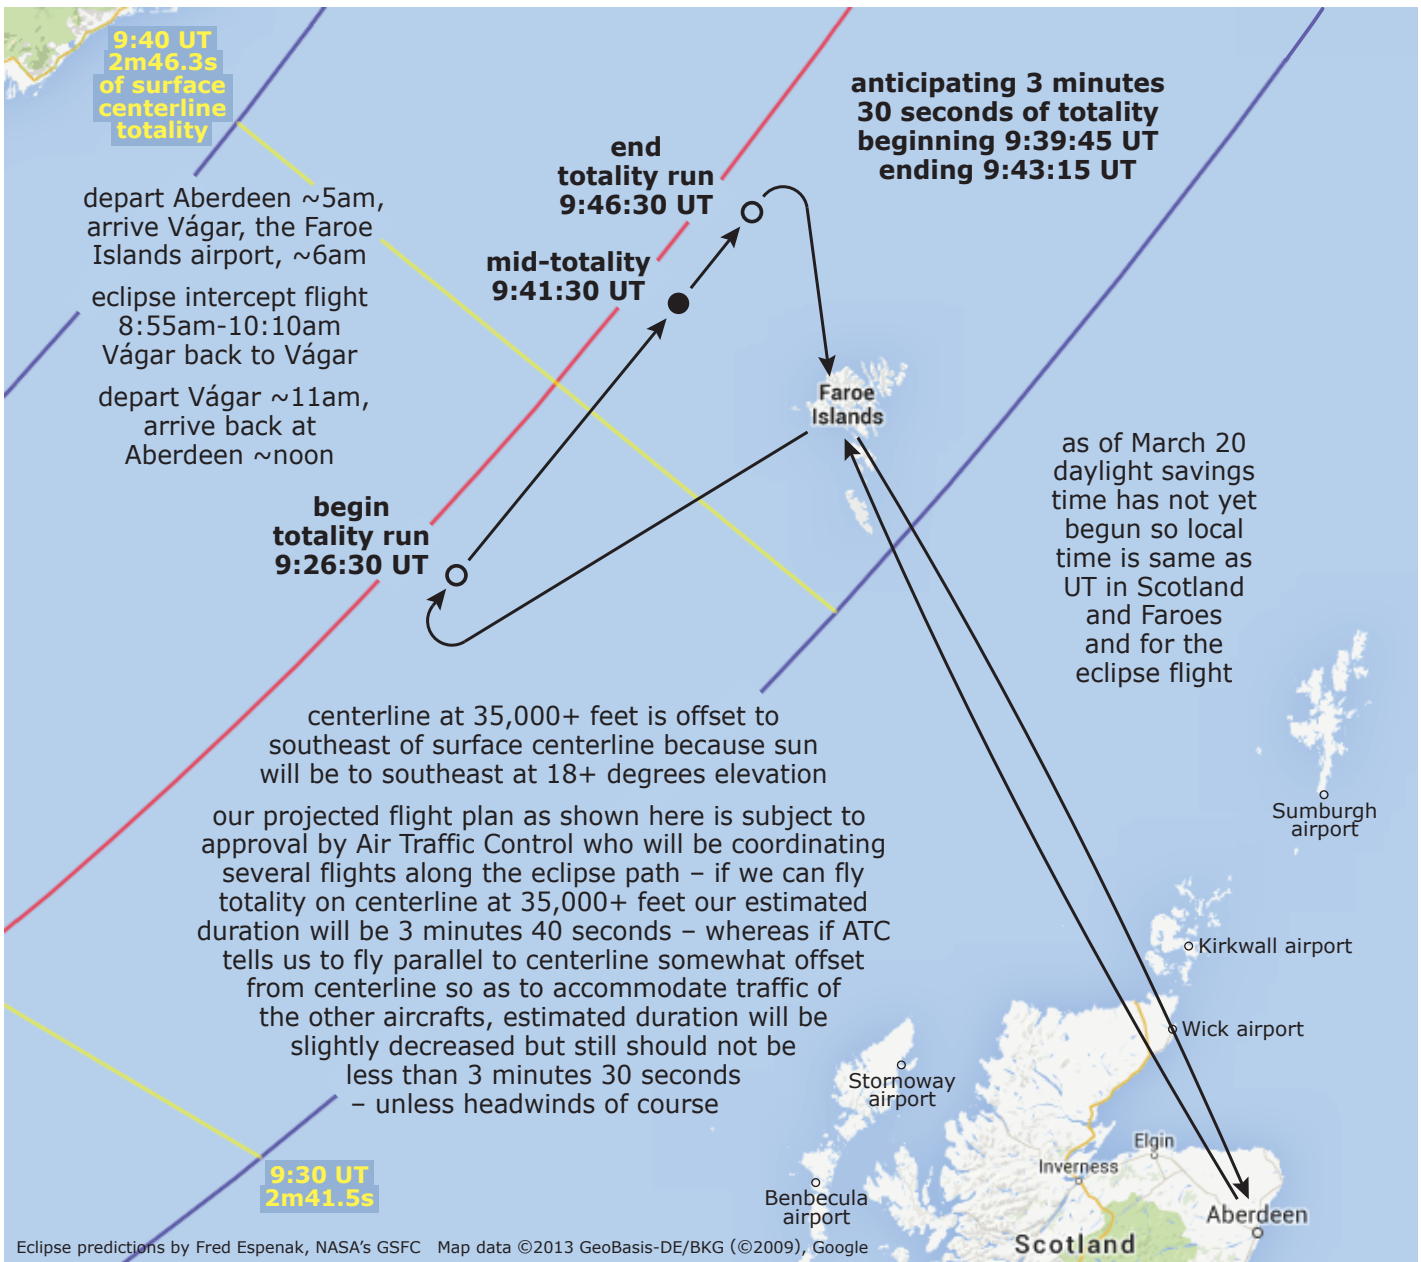 9:40 UT
2m46.3s
of surface
centerline
totality
anticipating 3 minutes
30 seconds of totality
beginning 9:39:45 UT
ending 9:43:15 UT
end
totality run
9:46:30 UT
depart Aberdeen ~5am,
arrive Vágar, the Faroe
Islands airport, ~6am
mid-totality
9:41:30 UT
eclipse intercept flight
8:55am-10:10am
Vágar back to Vágar
depart Vágar ~11am,
arrive back at
Aberdeen ~noon
Faroe
Islands
as of March 20
daylight savings
time has not yet
begun so local
time is same as
UT in Scotland
and Faroes
and for the
eclipse flight
begin
totality run
9:26:30 UT
centerline at 35,000+ feet is offset to
southeast of surface centerline because sun
will be to southeast at 18+ degrees elevation
our projected flight plan as shown here is subject to
approval by Air Traffic Control who will be coordinating
several flights along the eclipse path – if we can fly
totality on centerline at 35,000+ feet our estimated
duration will be 3 minutes 40 seconds – whereas if ATC
tells us to fly parallel to centerline somewhat offset
from centerline so as to accommodate traffic of
the other aircrafts, estimated duration will be
slightly decreased but still should not be
less than 3 minutes 30 seconds
– unless headwinds of course
Sumburgh
airport
Kirkwall airport
Wick airport
Stornoway
airport
Elgin
Inverness
Benbecula
airport
Aberdeen
Scotland
9:30 UT
2m41.5s
Eclipse predictions by Fred Espenak, NASA's GSFC Map data ©2013 GeoBasis-DE/BKG (©2009), Google